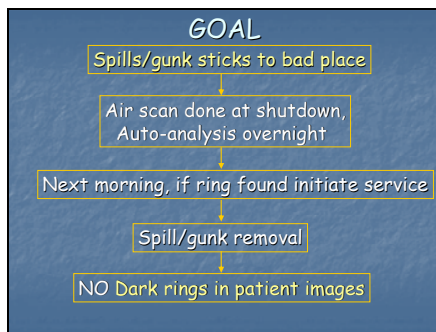 GOAL
Spills/gunk sticks to bad place
Air scan done at shutdown,
Auto-analysis overnight
Next morning, if ring found initiate service
Spill/gunk removal
NO Dark rings in patient images